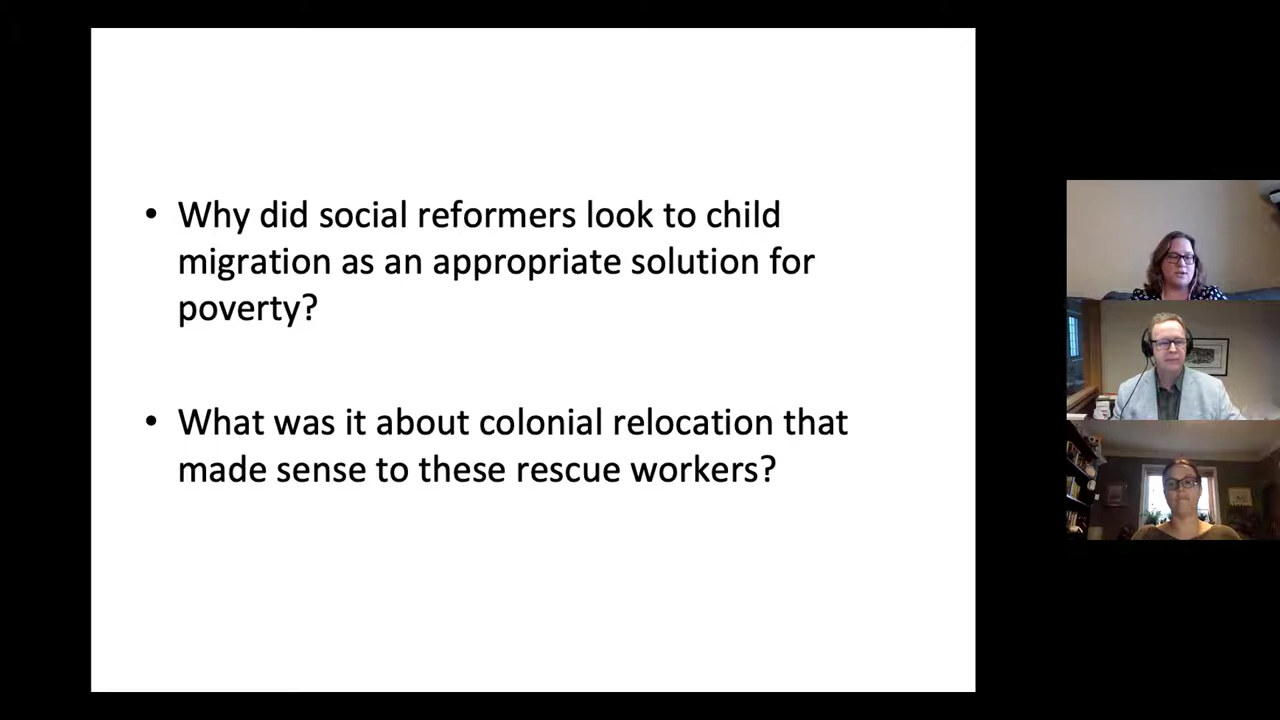 • Why did social reformers look to child
migration as an appropriate solution for
poverty?
• What was it about colonial relocation that
made sense to these rescue workers?